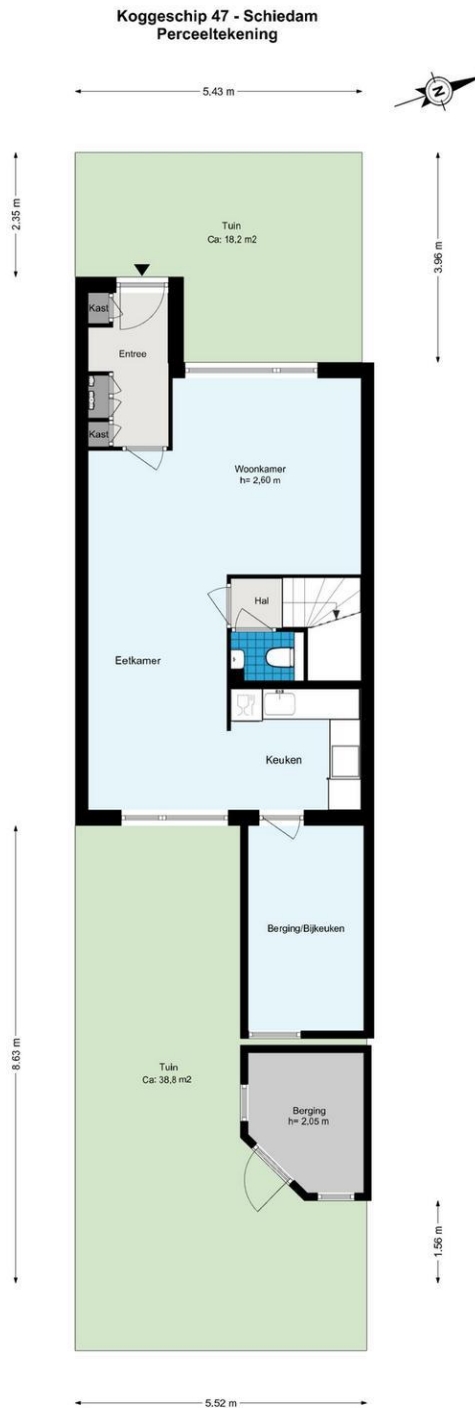 Koggeschip 47 - Schiedam
Perceeltekening
5.43 m
N
2.35 m
3.96 m
Tuin
Ca: 18,2 m2
Kast
Entree
Kast
Woonkamer
h= 2,60 m
Hal
Eetkamer
Keuken
Berging/Bijkeuken
8.63 m
Tuin
Ca: 38,8 m2
Berging
h= 2,05 m
1.56 m
5.52 m